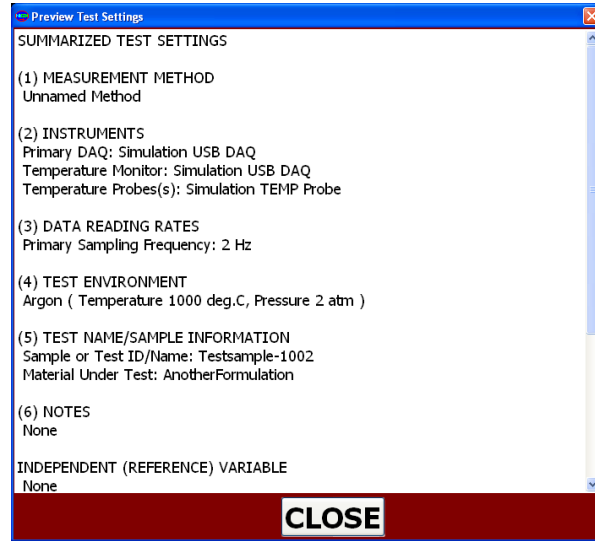 Preview Test Settings
SUMMARIZED TEST SETTINGS
(1) MEASUREMENT METHOD
Unnamed Method
(2) INSTRUMENTS
Primary DAQ: Simulation USB DAQ
Temperature Monitor: Simulation USB DAQ
Temperature Probes(s): Simulation TEMP Probe
(3) DATA READING RATES
Primary Sampling Frequency: 2 Hz
(4) TEST ENVIRONMENT
Argon ( Temperature 1000 deg.C, Pressure 2 atm )
(5) TEST NAME/SAMPLE INFORMATION
Sample or Test ID/Name: Testsample-1002
Material Under Test: AnotherFormulation
(6) NOTES
None
INDEPENDENT (REFERENCE) VARIABLE
None
CLOSE